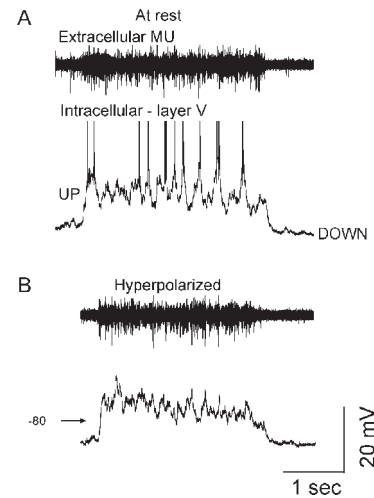 A
At rest
Extracellular MU
Intracellular - layer V
UP
DOWN
B
Hyperpolarized
-80
20 mV
1 sec